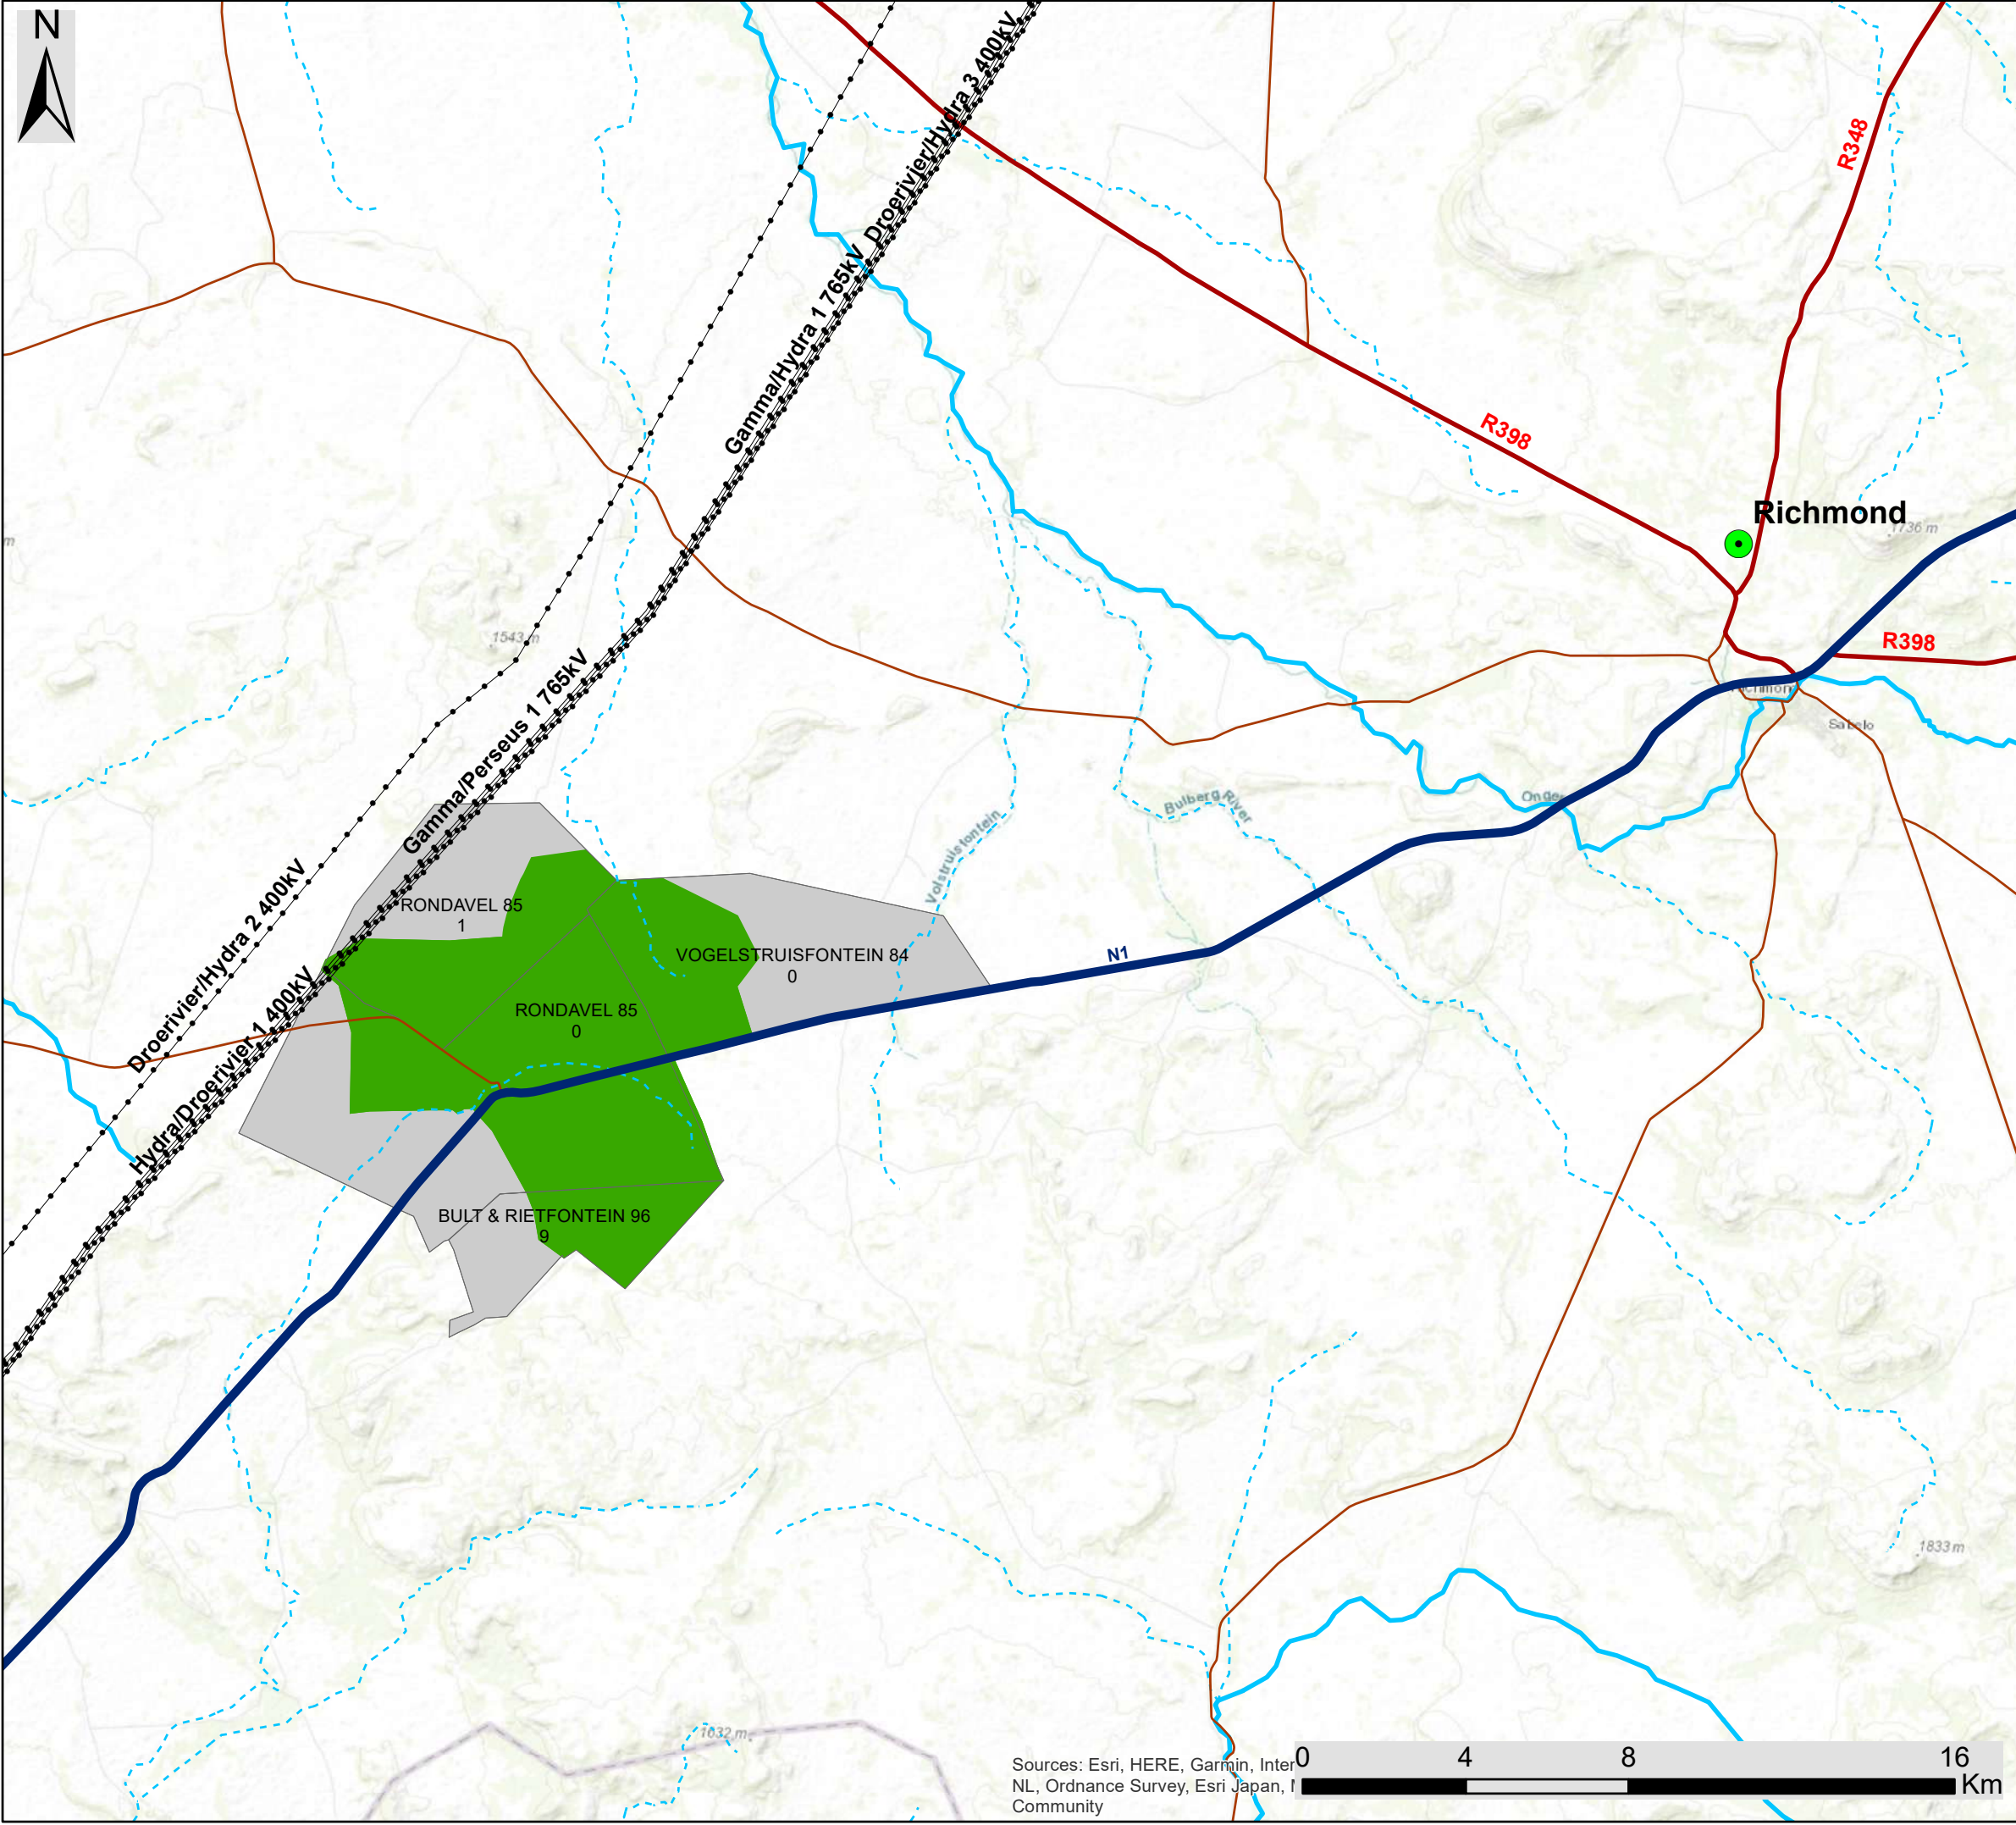 N
Droerivier/Hydra 3 400kV
R348
Gamma/Hydra 1 765kV
R398
Richmond
1736 m
m
1543 m
R398
Gamma/Perseus 1 765kV
Sabelo
Bulberg River
Volstruisfontein
Droerivier/Hydra 2 400kV
RONDAVEL 85
1
VOGELSTRUISFONTEIN 84
0
N1
Hydra/Droerivier 1 400kV
RONDAVEL 85
0
BULT & RIETFONTEIN 96
9
1833 m
1632 m
Sources: Esri, HERE, Garmin, Inter
NL, Ordnance Survey, Esri Japan,
Community
0 4 8 16
Km